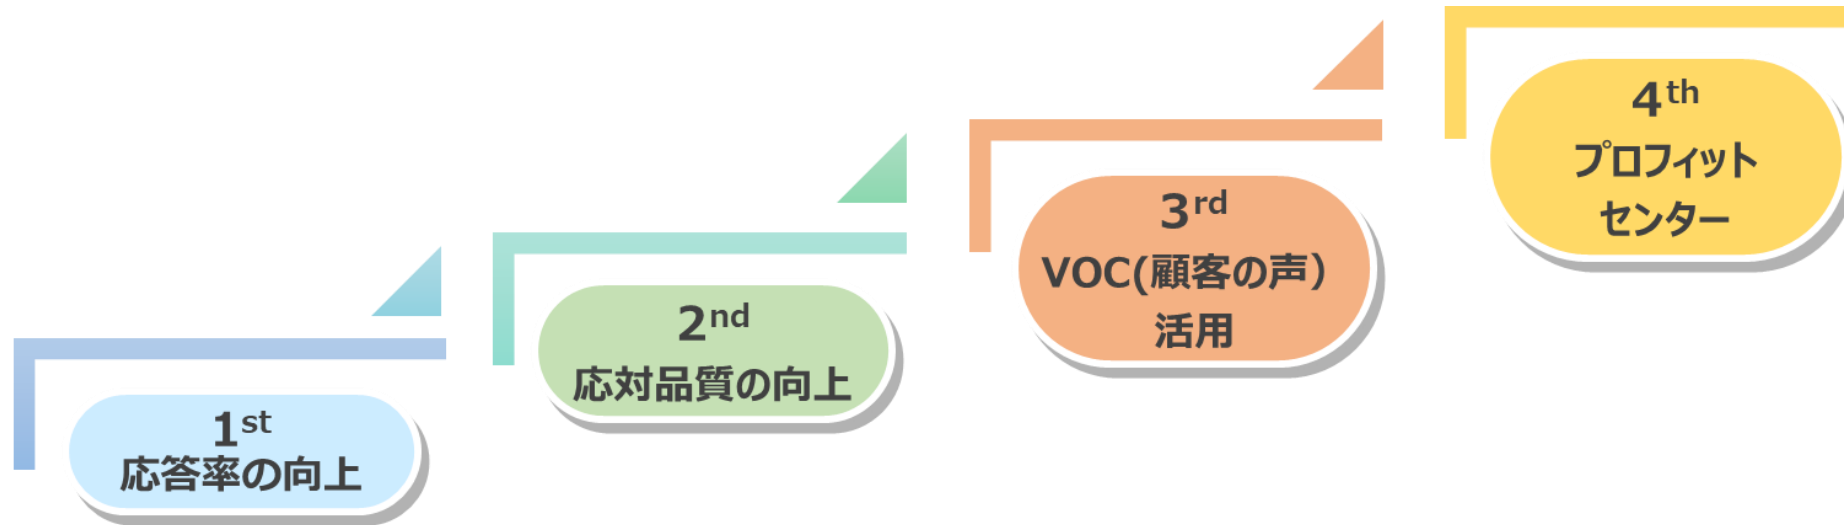 1st
応答率の向上
2nd
応対品質の向上
3rd
VOC(顧客の声）
活用
4th
プロフィット
センター